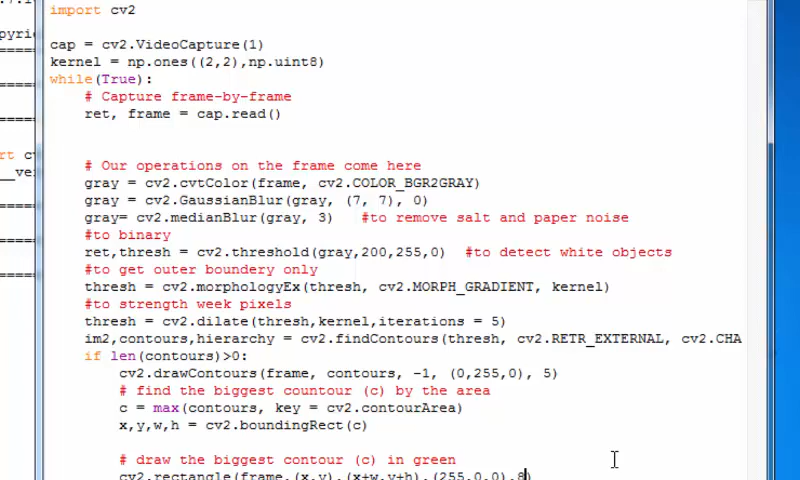 import cv2
cap = cv2.VideoCapture(1)
kernel = np.ones((2,2),np.uint8)
while(True):
# Capture frame-by-frame
ret, frame = cap.read()
# Our operations on the frame come here
gray = cv2.cvtColor(frame, cv2.COLOR_BGR2GRAY)
gray = cv2.GaussianBlur(gray, (7, 7), 0)
gray= cv2.medianBlur(gray, 3)   #to remove salt and paper noise
#to binary
ret,thresh = cv2.threshold(gray,200,255,0)  #to detect white objects
#to get outer boundery only
thresh = cv2.morphologyEx(thresh, cv2.MORPH_GRADIENT, kernel)
#to strength week pixels
thresh = cv2.dilate(thresh,kernel,iterations = 5)
im2,contours,hierarchy = cv2.findContours(thresh, cv2.RETR_EXTERNAL, cv2.CHA
if len(contours)>0:
cv2.drawContours(frame, contours, -1, (0,255,0), 5)
# find the biggest countour (c) by the area
c = max(contours, key = cv2.contourArea)
x,y,w,h = cv2.boundingRect(c)
# draw the biggest contour (c) in green
cv2.rectangle(frame,(x,y),(x+w,y+h),(255,0,0),8)